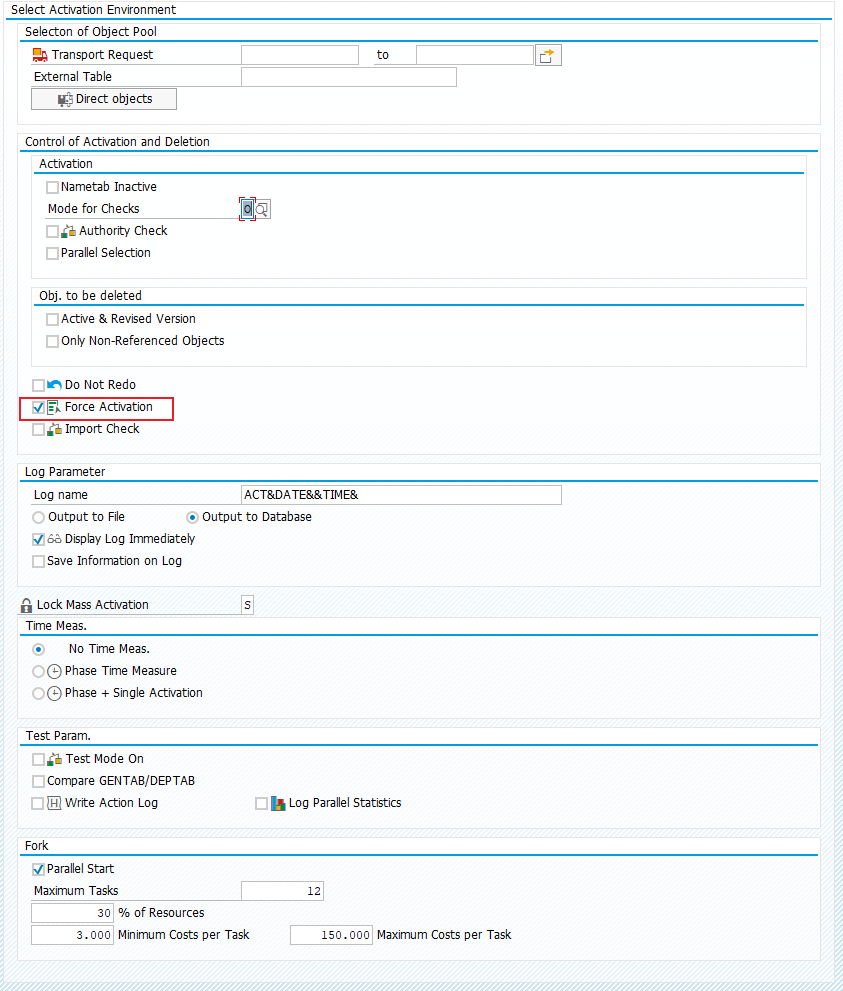 Select Activation Environment
Selecton of Object Pool
Transport Request to
External Table
Direct objects
Control of Activation and Deletion
Activation
Nametab Inactive
Mode for Checks O
Authority Check
Parallel Selection
Obj. to be deleted
Active & Revised Version
Only Non-Referenced Objects
Do Not Redo
Force Activation
Import Check
Log Parameter
Log name ACT&DATE&&TIME&
Output to File Output to Database
Display Log Immediately
Save Information on Log
Lock Mass Activation S
Time Meas.
No Time Meas.
Phase Time Measure
Phase + Single Activation
Test Param.
Test Mode On
Compare GENTAB/DEPTAB
H Write Action Log Log Parallel Statistics
Fork
Parallel Start
Maximum Tasks 12
30 % of Resources
3.000 Minimum Costs per Task 150.000 Maximum Costs per Task